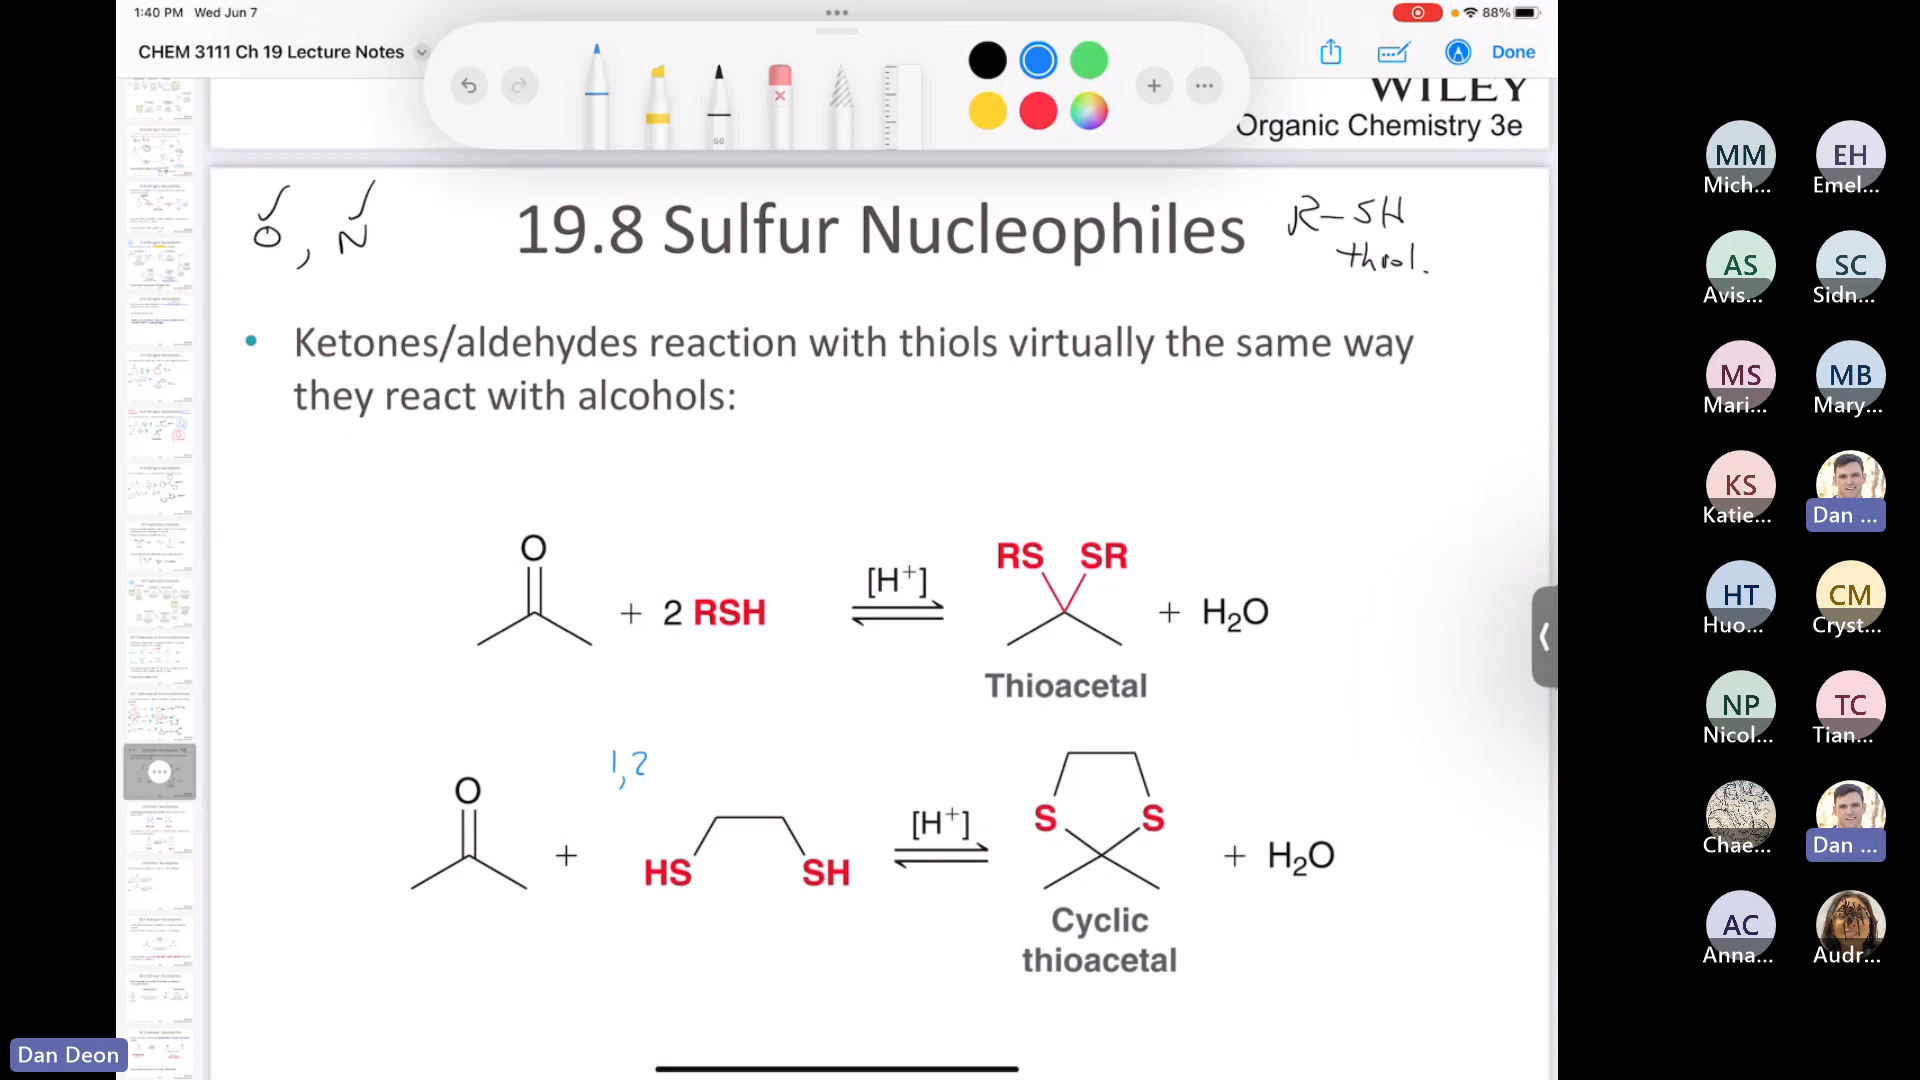 1:40 PM Wed Jun 7
88%
CHEM 3111 Ch 19 Lecture Notes
50
Done
WILEY
Organic Chemistry 3e
O, N
19.8 Sulfur Nucleophiles
R-SH
thiol.
• Ketones/aldehydes reaction with thiols virtually the same way
they react with alcohols:
O
+ 2 RSH
[H+]
RS SR
+ H₂O
Thioacetal
1,2
O
+
HS SH
[H+]
S S
+ H₂O
Cyclic
thioacetal
MM
Mich...
EH
Emel...
AS
Avis...
SC
Sidn...
MS
Mari...
MB
Mary...
KS
Katie...
Dan ...
HT
Huo...
CM
Cryst...
NP
Nicol...
TC
Tian...
Chae...
Dan ...
AC
Anna...
Audr...
Dan Deon